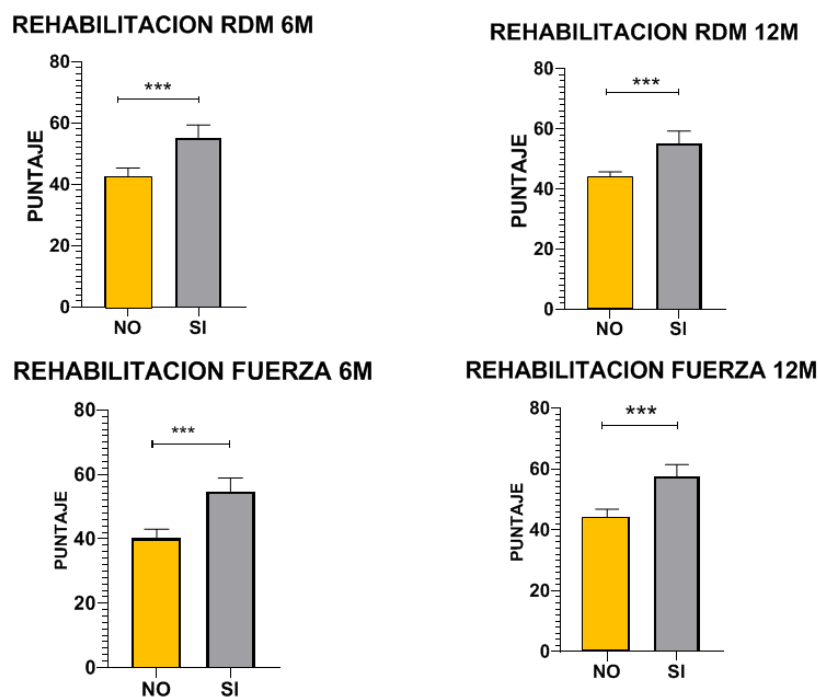 REHABILITACION RDM 6M
PUNTAJE
80
60
40
20
0
***
NO SI
REHABILITACION RDM 12M
PUNTAJE
80
60
40
20
0
***
NO SI
REHABILITACION FUERZA 6M
PUNTAJE
80
60
40
20
0
***
NO SI
REHABILITACION FUERZA 12M
PUNTAJE
80
60
40
20
0
***
NO SI